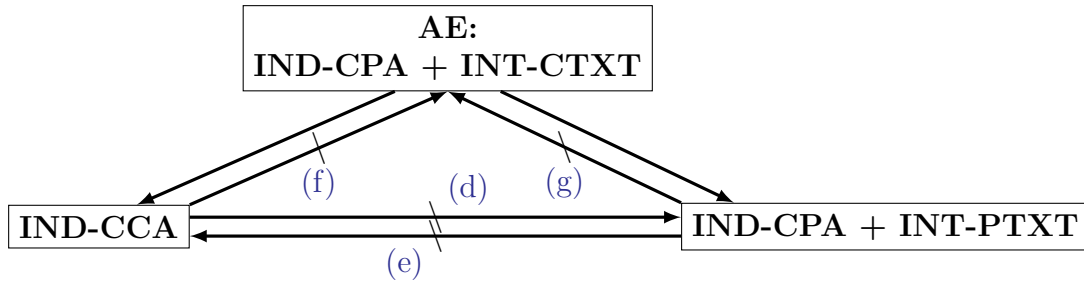 AE:
IND-CPA + INT-CTXT
(f)
(d)
(g)
IND-CCA
IND-CPA + INT-PTXT
(e)